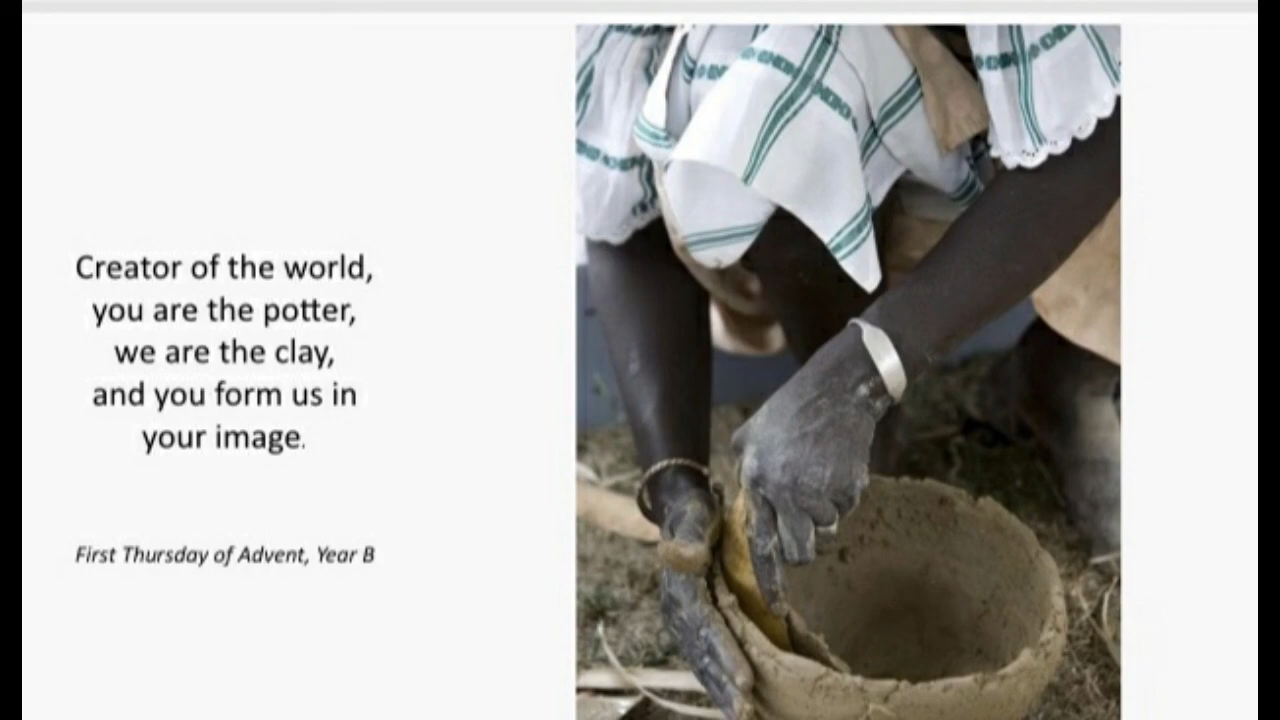 Creator of the world,
you are the potter,
we are the clay,
and you form us in
your image.
First Thursday of Advent, Year B